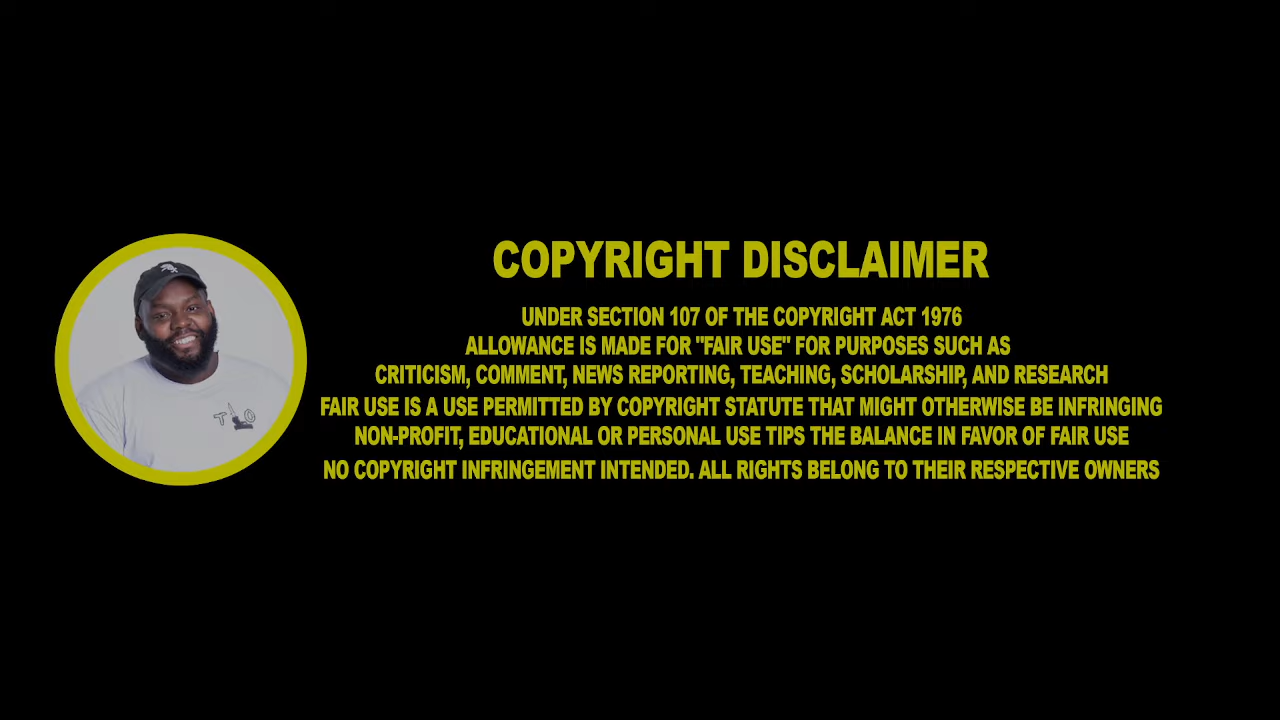 COPYRIGHT DISCLAIMER
UNDER SECTION 107 OF THE COPYRIGHT ACT 1976
ALLOWANCE IS MADE FOR "FAIR USE" FOR PURPOSES SUCH AS
CRITICISM, COMMENT, NEWS REPORTING, TEACHING, SCHOLARSHIP, AND RESEARCH
FAIR USE IS A USE PERMITTED BY COPYRIGHT STATUTE THAT MIGHT OTHERWISE BE INFRINGING
NON-PROFIT, EDUCATIONAL OR PERSONAL USE TIPS THE BALANCE IN FAVOR OF FAIR USE
NO COPYRIGHT INFRINGEMENT INTENDED. ALL RIGHTS BELONG TO THEIR RESPECTIVE OWNERS